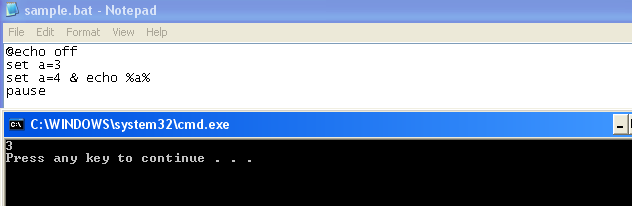 sample.bat - Notepad
File Edit Format View Help
@echo off
set a=3
set a=4 & echo %a%
pause
C:\WINDOWS\system32\cmd.exe
3
Press any key to continue . . .